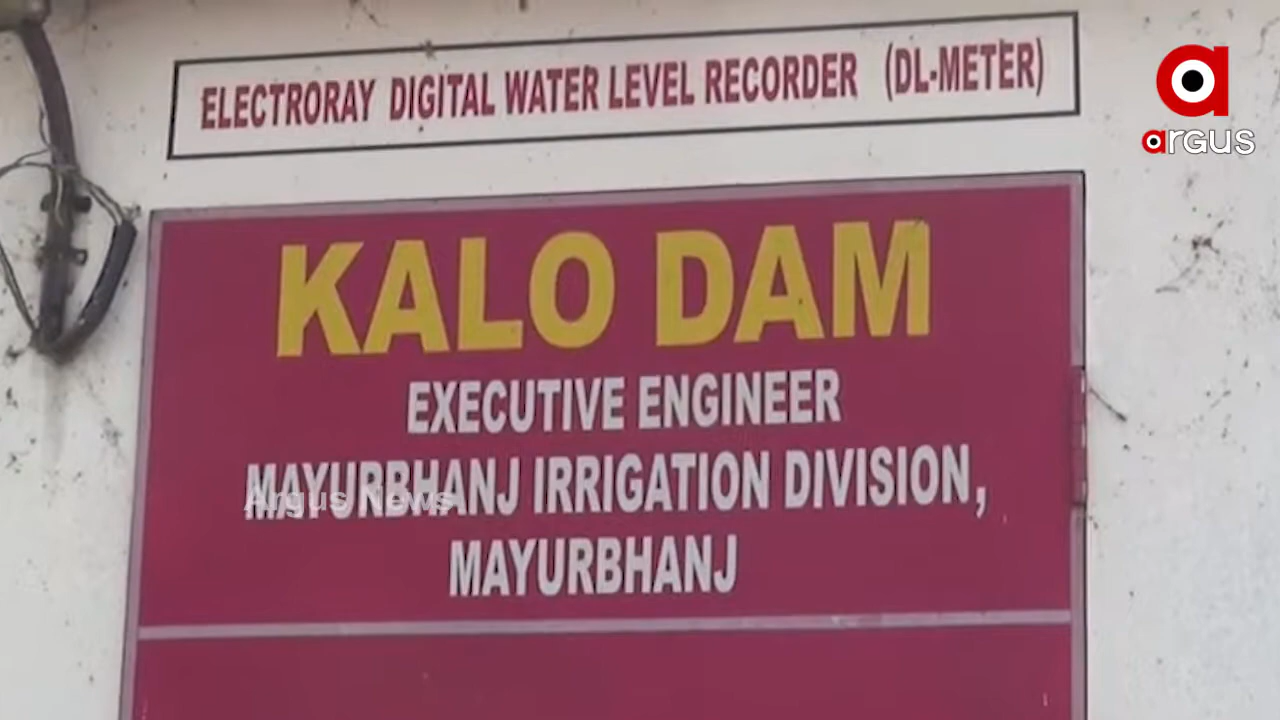 ELECTRORAY DIGITAL WATER LEVEL RECORDER (DL-METER)
argus
KALO DAM
EXECUTIVE ENGINEER
MAYURBHANJ IRRIGATION DIVISION,
Argus News
MAYURBHANJ